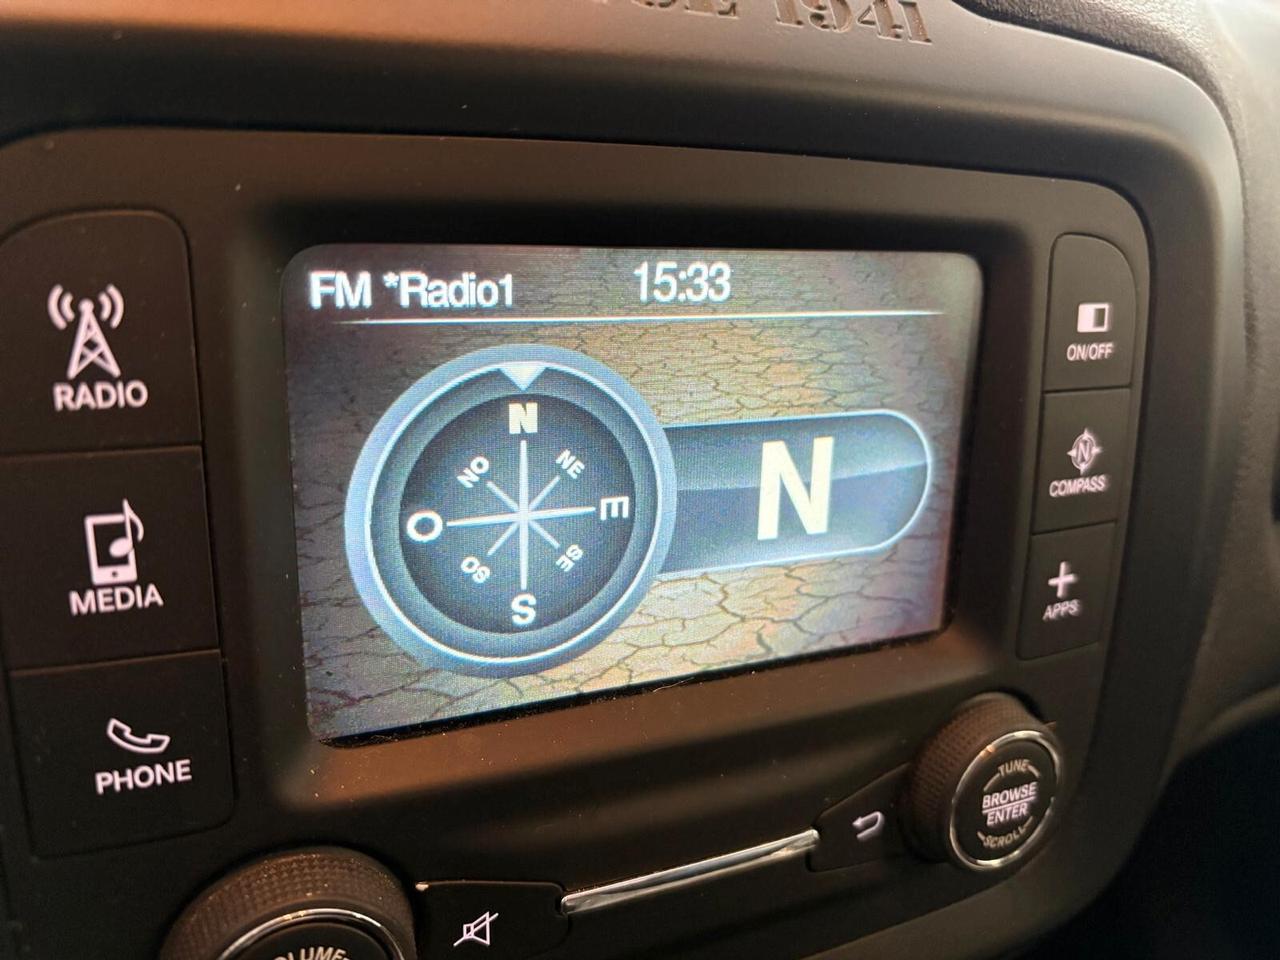 1941
FM *Radio1
15:33
RADIO
MEDIA
PHONE
N
NO
NE
O
E
SO
SE
S
N
ON/OFF
N
COMPASS
APPS
TUNE
BROWSE
ENTER
SCROLL